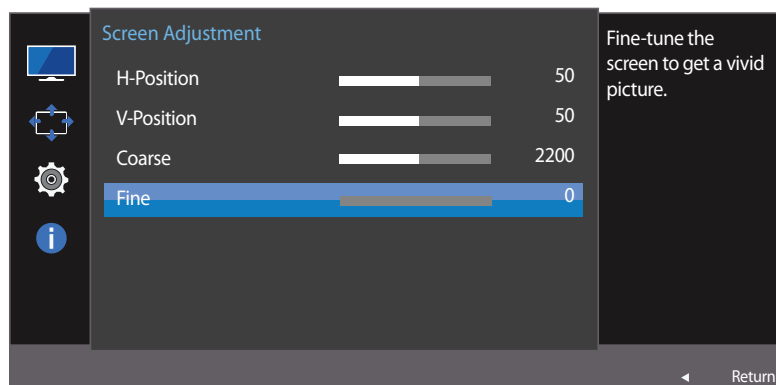 Screen Adjustment
H-Position 50
V-Position 50
Coarse 2200
Fine 0
Fine-tune the
screen to get a vivid
picture.
Return